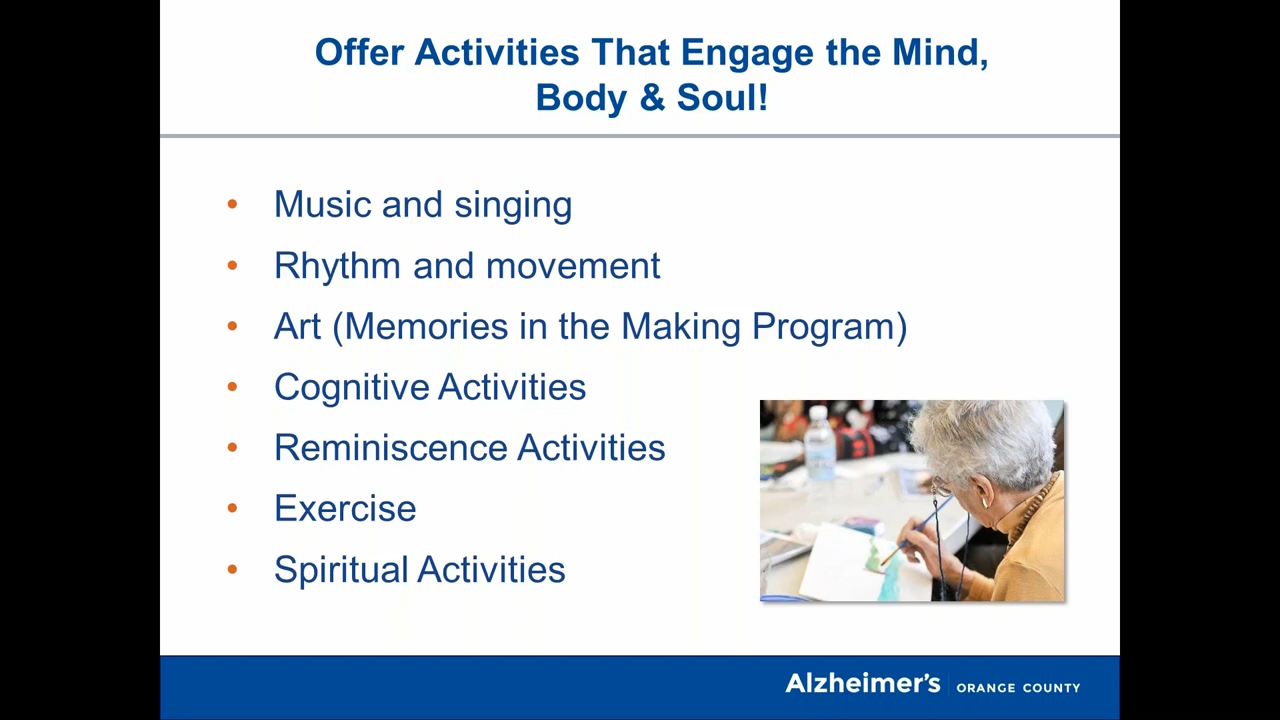 Offer Activities That Engage the Mind,
Body & Soul!
• Music and singing
• Rhythm and movement
• Art (Memories in the Making Program)
• Cognitive Activities
• Reminiscence Activities
• Exercise
• Spiritual Activities
Alzheimer's ORANGE COUNTY